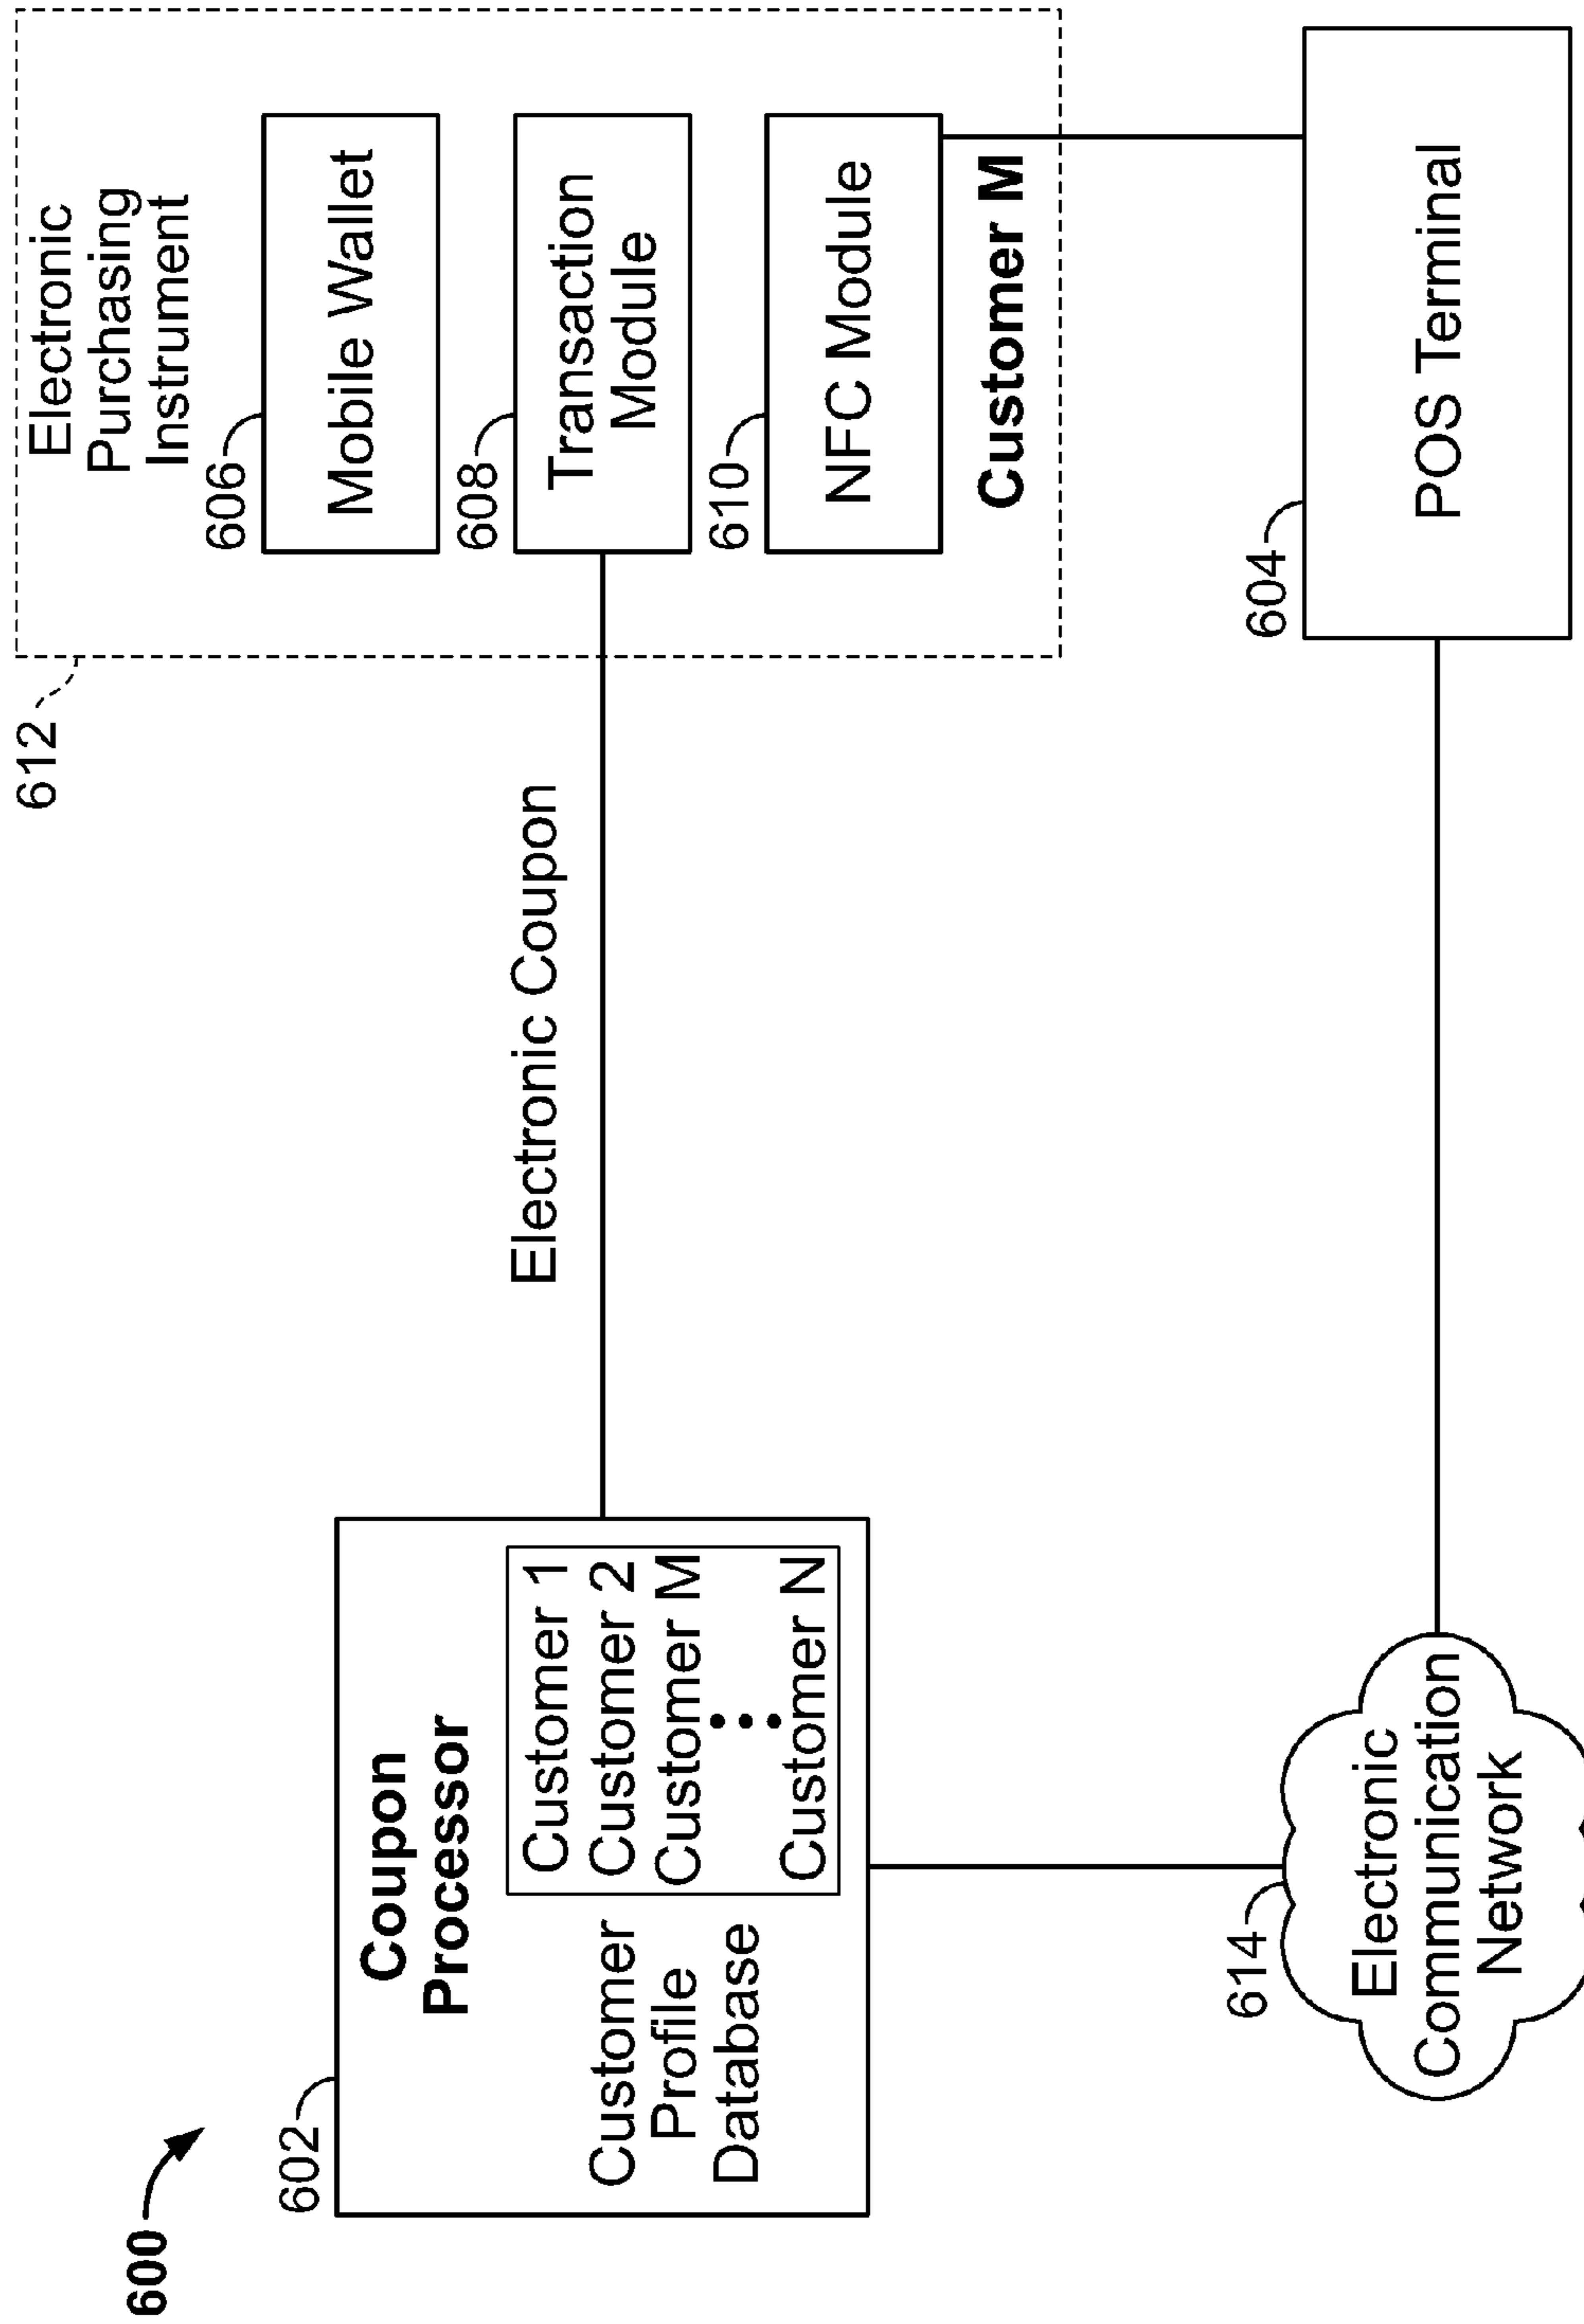 600
602
Coupon
Processor
Customer
Profile
Database
Customer 1
Customer 2
Customer M
Customer N
Electronic Coupon
612
Electronic
Purchasing
Instrument
606
Mobile Wallet
608
Transaction
Module
610
NFC Module
Customer M
614
Electronic
Communication
Network
604
POS Terminal